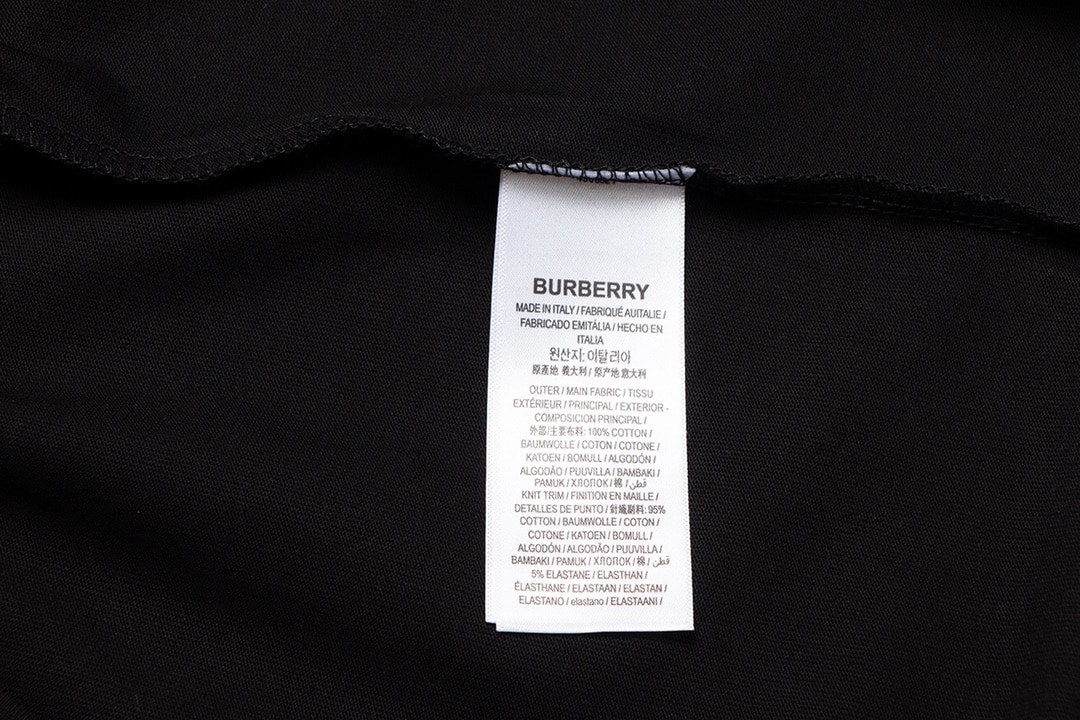 BURBERRY
MADE IN ITALY / FABRIQUÉ AUITALIE /
FABRICADO EMITÁLIA / HECHO EN
ITALIA
원산지: 이탈리아
原產地 義大利 / 原产地 意大利
OUTER / MAIN FABRIC / TISSU
EXTÉRIEUR / PRINCIPAL / EXTERIOR -
COMPOSICION PRINCIPAL /
外部/主要布料: 100% COTTON /
BAUMWOLLE / COTON / COTONE /
KATOEN / BOMULL / ALGODÓN /
ALGODÃO / PUUVILLA / BAMBAKI /
PAMUK / ХЛОПОК / 棉 / قطن
KNIT TRIM / FINITION EN MAILLE /
DETALLES DE PUNTO / 針織副料: 95%
COTTON / BAUMWOLLE / COTON /
COTONE / KATOEN / BOMULL /
ALGODÓN / ALGODÃO / PUUVILLA /
BAMBAKI / PAMUK / ХЛОПОК / 棉 / قطن
5% ELASTANE / ELASTHAN /
ÉLASTHANE / ELASTAAN / ELASTAN /
ELASTANO / elastano / ELASTAANI /